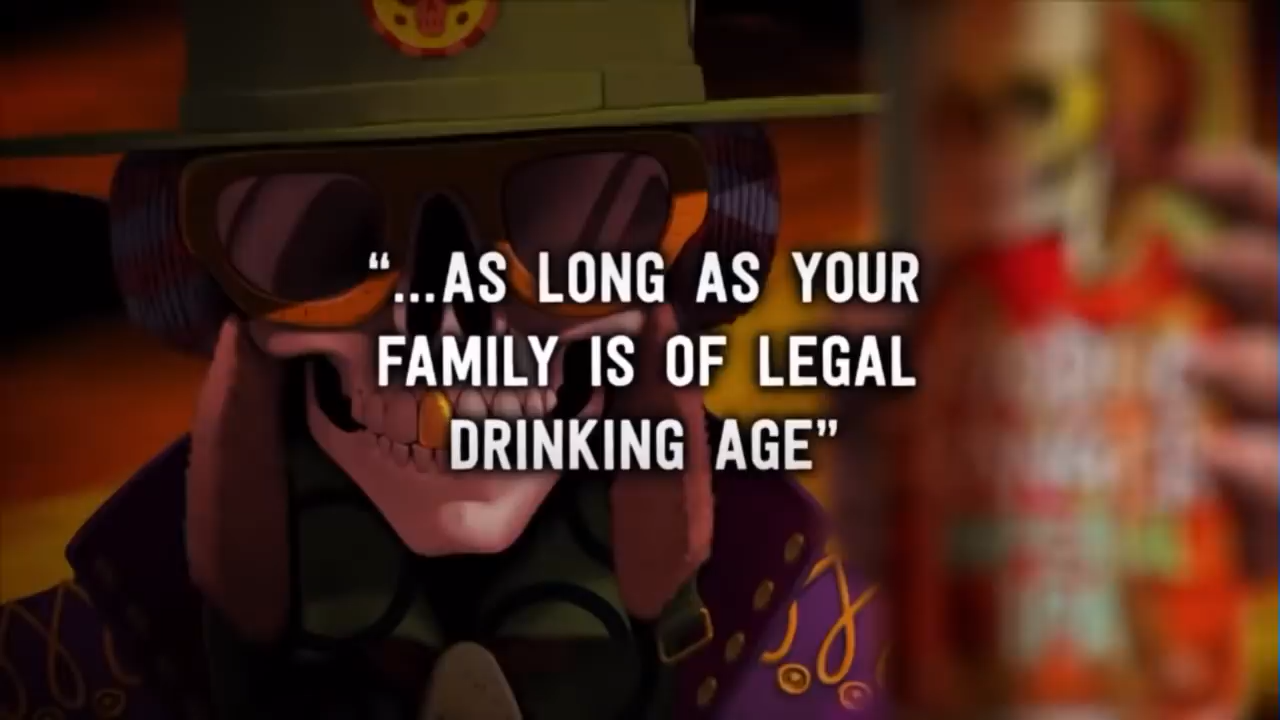 “...AS LONG AS YOUR
FAMILY IS OF LEGAL
DRINKING AGE”